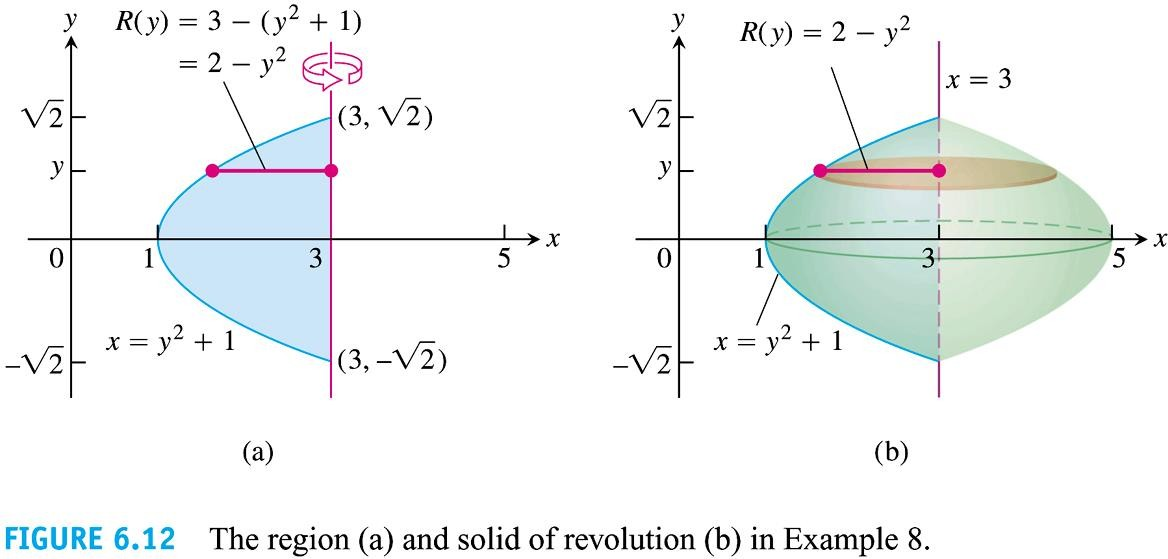 y
R(y) = 3 − (y² + 1)
= 2 − y²
√2
(3, √2)
y
0
1
3
5
x
x = y² + 1
−√2
(3, −√2)
(a)
y
R(y) = 2 − y²
x = 3
√2
y
0
1
3
5
x
x = y² + 1
−√2
(b)
FIGURE 6.12 The region (a) and solid of revolution (b) in Example 8.